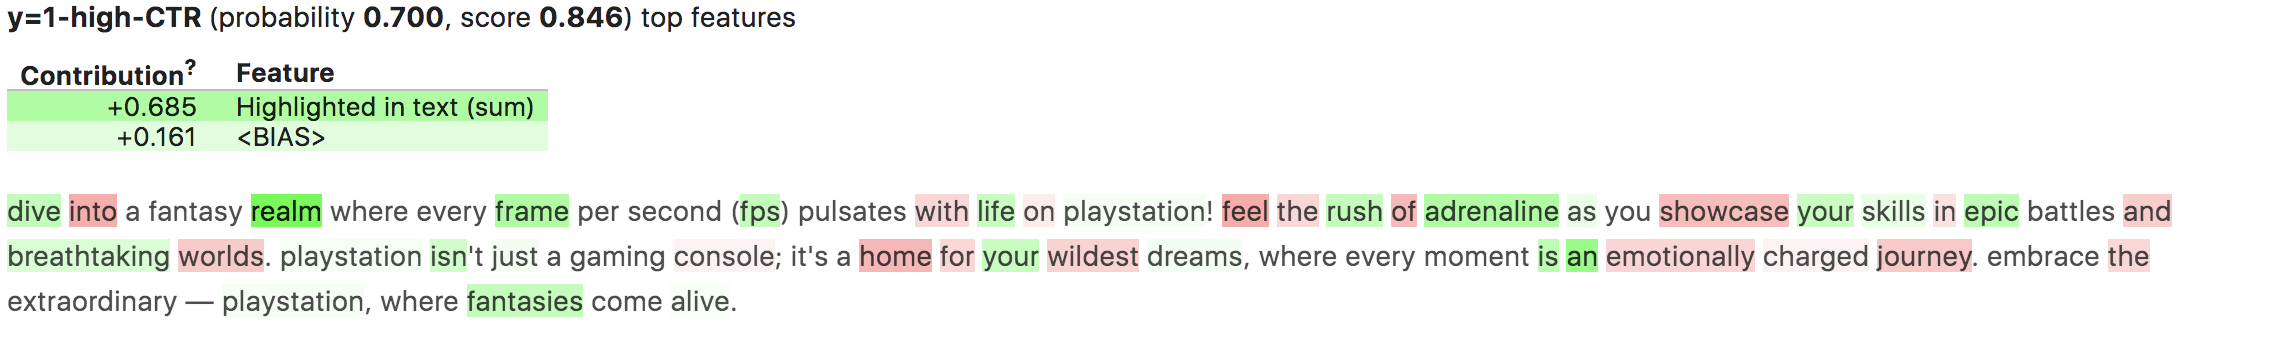 y=1-high-CTR (probability 0.700, score 0.846) top features
Contribution? Feature
+0.685 Highlighted in text (sum)
+0.161 <BIAS>
dive into a fantasy realm where every frame per second (fps) pulsates with life on playstation! feel the rush of adrenaline as you showcase your skills in epic battles and
breathtaking worlds. playstation isn't just a gaming console; it's a home for your wildest dreams, where every moment is an emotionally charged journey. embrace the
extraordinary — playstation, where fantasies come alive.